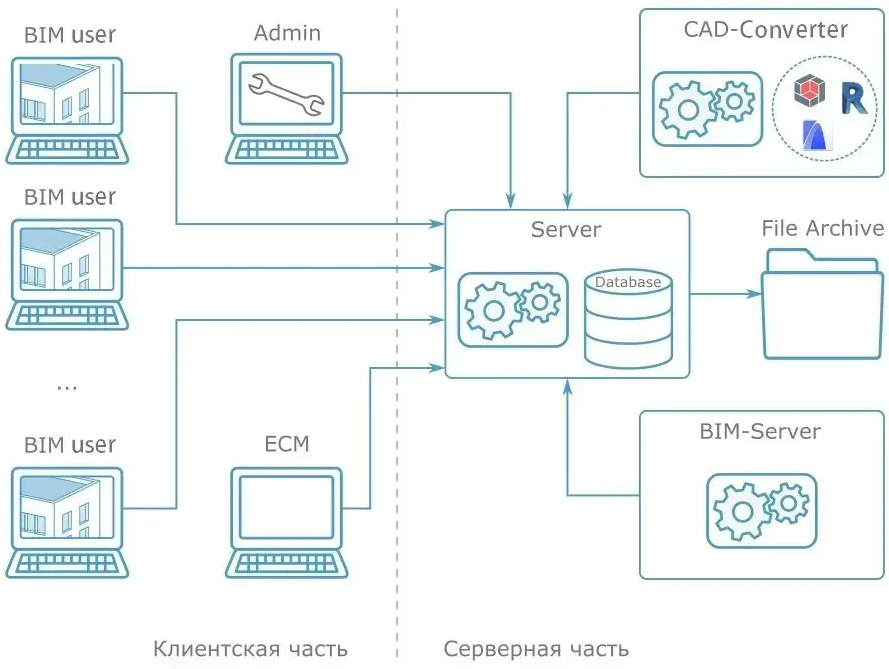 BIM user
Admin
CAD-Converter
R
BIM user
Server
File Archive
Database
...
BIM user
ECM
BIM-Server
Клиентская часть
Серверная часть